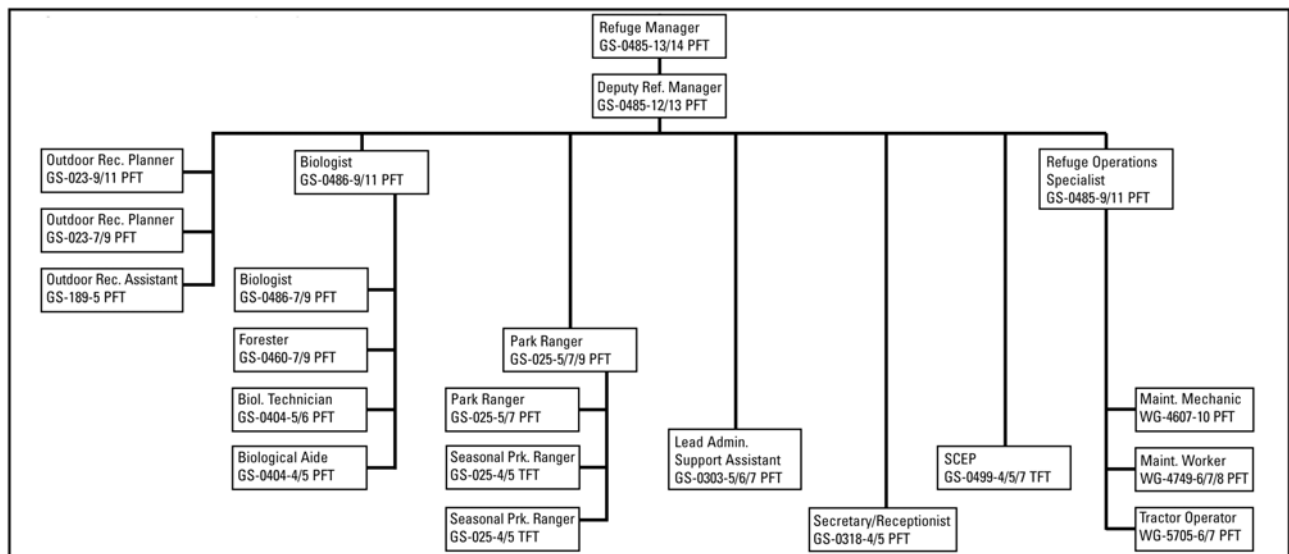 Refuge Manager
GS-0485-13/14 PFT
Deputy Ref. Manager
GS-0485-12/13 PFT
Outdoor Rec. Planner
GS-023-9/11 PFT
Outdoor Rec. Planner
GS-023-7/9 PFT
Outdoor Rec. Assistant
GS-189-5 PFT
Biologist
GS-0486-9/11 PFT
Biologist
GS-0486-7/9 PFT
Forester
GS-0460-7/9 PFT
Biol. Technician
GS-0404-5/6 PFT
Biological Aide
GS-0404-4/5 PFT
Park Ranger
GS-025-5/7/9 PFT
Park Ranger
GS-025-5/7 PFT
Seasonal Prk. Ranger
GS-025-4/5 TFT
Seasonal Prk. Ranger
GS-025-4/5 TFT
Lead Admin.
Support Assistant
GS-0303-5/6/7 PFT
Secretary/Receptionist
GS-0318-4/5 PFT
SCEP
GS-0499-4/5/7 TFT
Refuge Operations
Specialist
GS-0485-9/11 PFT
Maint. Mechanic
WG-4607-10 PFT
Maint. Worker
WG-4749-6/7/8 PFT
Tractor Operator
WG-5705-6/7 PFT